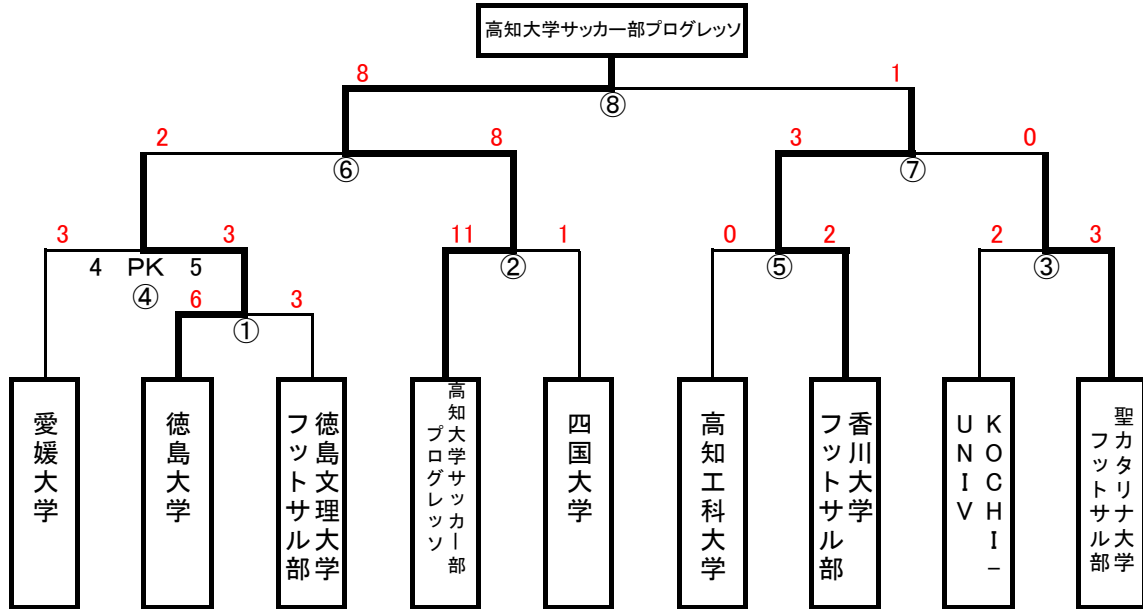 高知大学サッカー部プログレッソ
8
1
⑧
2
8
3
0
⑥
⑦
3
3
11
1
0
2
2
3
4 PK 5
②
⑤
③
④
6
3
①
愛媛大学
徳島大学
徳島文理大学
フットサル部
高知大学サッカー部
プログレッソ
四国大学
高知工科大学
香川大学
フットサル部
KOCHI-
UNIV
聖カタリナ大学
フットサル部